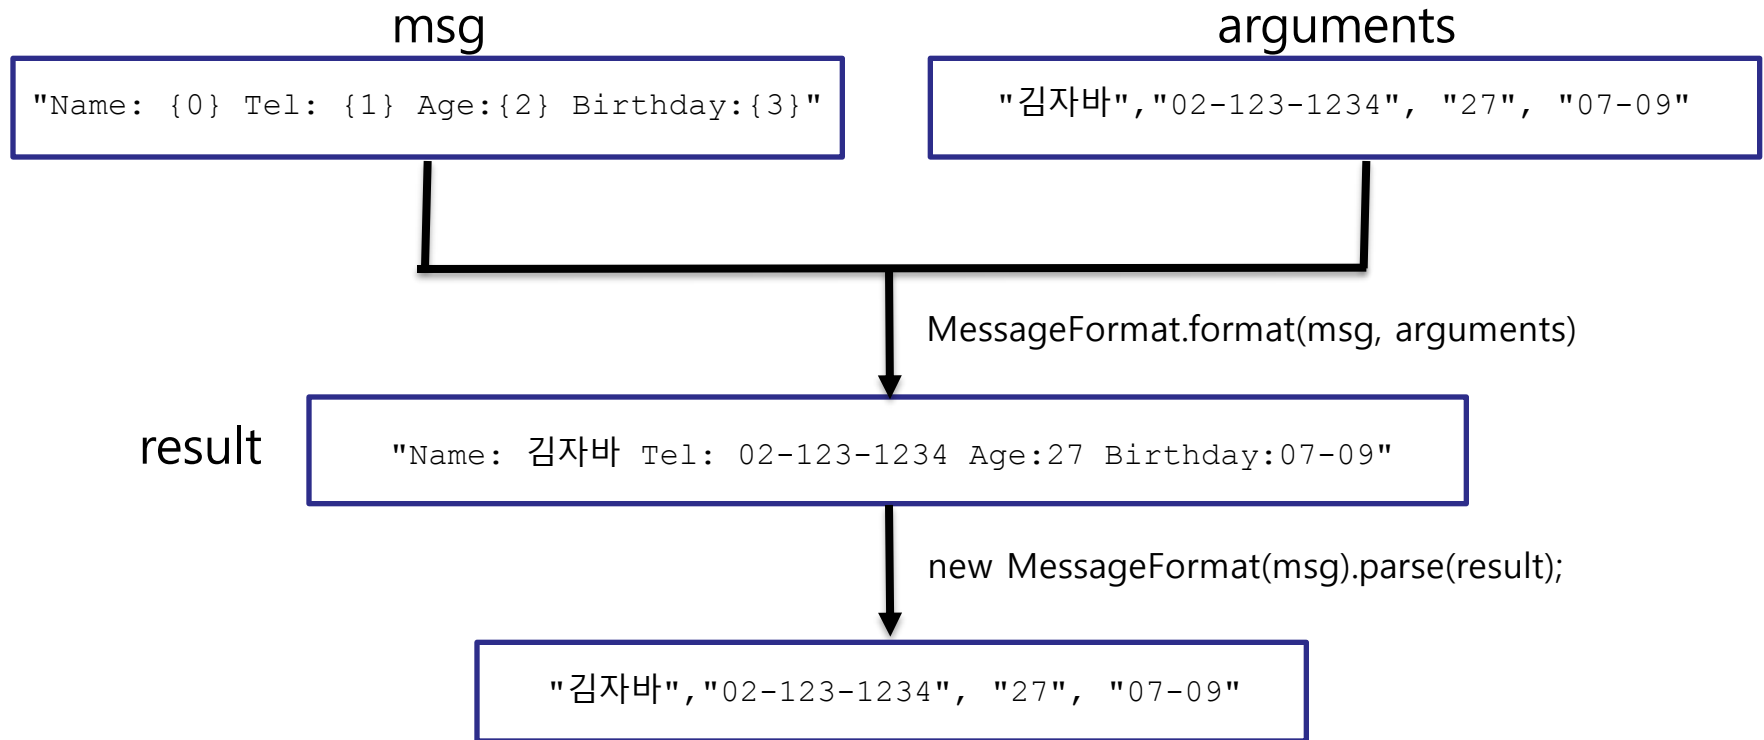 msg
arguments
"Name: {0} Tel: {1} Age:{2} Birthday:{3}"
"김자바","02-123-1234", "27", "07-09"
MessageFormat.format(msg, arguments)
result
"Name: 김자바 Tel: 02-123-1234 Age:27 Birthday:07-09"
new MessageFormat(msg).parse(result);
"김자바","02-123-1234", "27", "07-09"